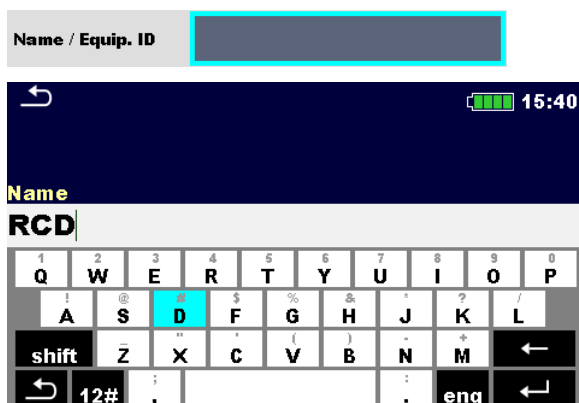 Name / Equip. ID
15:40
Name
RCD
1 2 3 4 5 6 7 8 9 0
Q W E R T Y U I O P
! @ # $ % & * ? /
A S D F G H J K L
" ' ( ) - +
shift Z X C V B N M ←
; :
12# , . eng